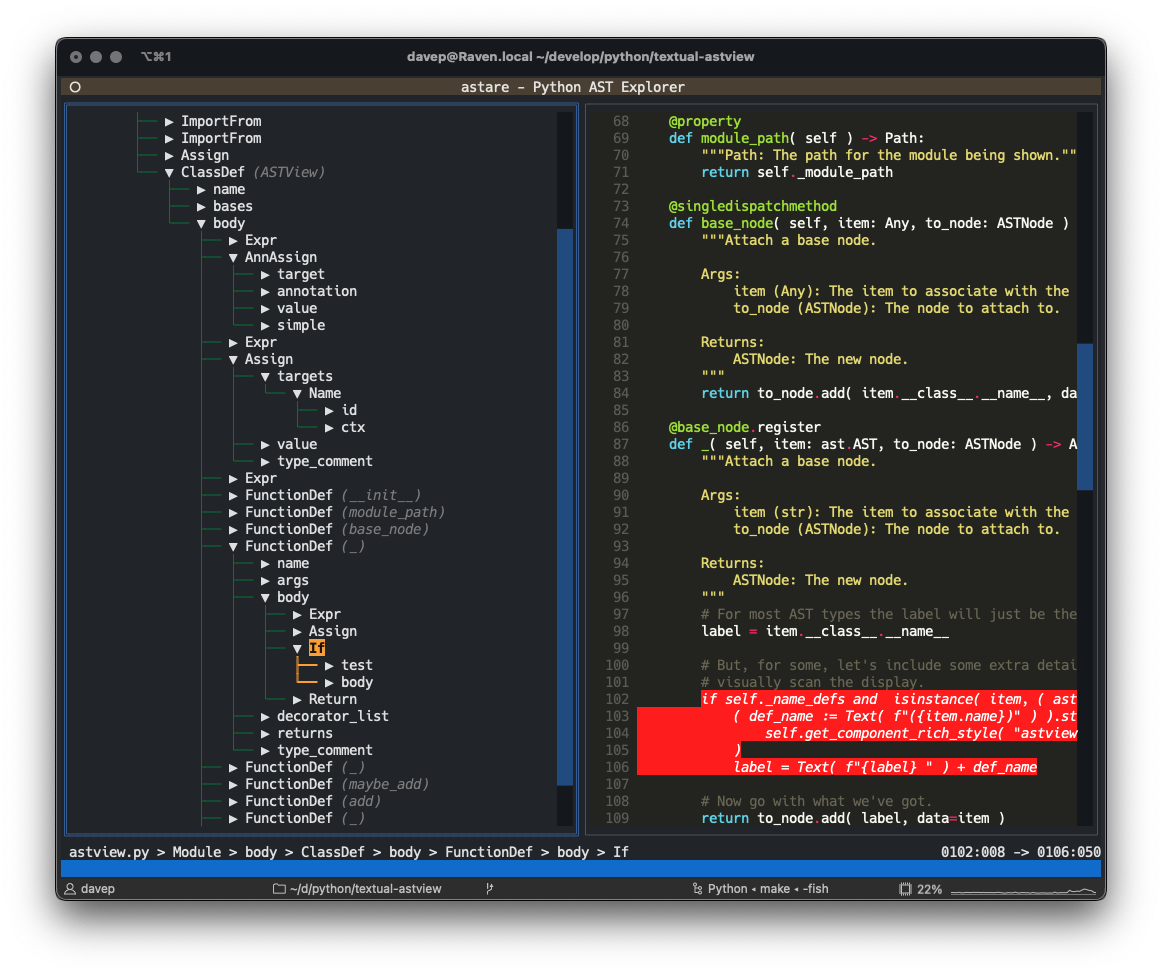 ⌥⌘1 davep@Raven.local ~/develop/python/textual-astview
astare - Python AST Explorer
▶ ImportFrom
▶ ImportFrom
▶ Assign
▼ ClassDef (ASTView)
▶ name
▶ bases
▼ body
▶ Expr
▼ AnnAssign
▶ target
▶ annotation
▶ value
▶ simple
▶ Expr
▼ Assign
▼ targets
▼ Name
▶ id
▶ ctx
▶ value
▶ type_comment
▶ Expr
▶ FunctionDef (__init__)
▶ FunctionDef (module_path)
▶ FunctionDef (base_node)
▼ FunctionDef (_)
▶ name
▶ args
▼ body
▶ Expr
▶ Assign
▼ If
▶ test
▶ body
▶ Return
▶ decorator_list
▶ returns
▶ type_comment
▶ FunctionDef (_)
▶ FunctionDef (maybe_add)
▶ FunctionDef (add)
▶ FunctionDef (_)
68 @property
69 def module_path( self ) -> Path:
70 """Path: The path for the module being shown.""
71 return self._module_path
72
73 @singledispatchmethod
74 def base_node( self, item: Any, to_node: ASTNode )
75 """Attach a base node.
76
77 Args:
78 item (Any): The item to associate with the
79 to_node (ASTNode): The node to attach to.
80
81 Returns:
82 ASTNode: The new node.
83 """
84 return to_node.add( item.__class__.__name__, da
85
86 @base_node.register
87 def _( self, item: ast.AST, to_node: ASTNode ) -> A
88 """Attach a base node.
89
90 Args:
91 item (str): The item to associate with the
92 to_node (ASTNode): The node to attach to.
93
94 Returns:
95 ASTNode: The new node.
96 """
97 # For most AST types the label will just be the
98 label = item.__class__.__name__
99
100 # But, for some, let's include some extra detai
101 # visually scan the display.
102 if self._name_defs and  isinstance( item, ( ast
103 ( def_name := Text( f"({item.name})" ) ).st
104 self.get_component_rich_style( "astview
105 )
106 label = Text( f"{label} " ) + def_name
107
108 # Now go with what we've got.
109 return to_node.add( label, data=item )
astview.py > Module > body > ClassDef > body > FunctionDef > body > If 0102:008 -> 0106:050
davep ~/d/python/textual-astview Python ◂ make ◂ -fish 22%